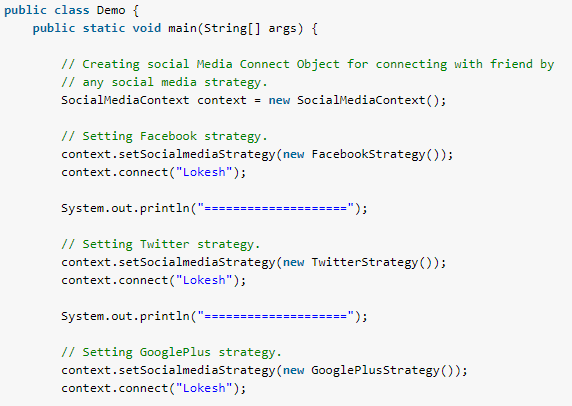 public class Demo {
public static void main(String[] args) {
// Creating social Media Connect Object for connecting with friend by
// any social media strategy.
SocialMediaContext context = new SocialMediaContext();
// Setting Facebook strategy.
context.setSocialmediaStrategy(new FacebookStrategy());
context.connect("Lokesh");
System.out.println("====================");
// Setting Twitter strategy.
context.setSocialmediaStrategy(new TwitterStrategy());
context.connect("Lokesh");
System.out.println("====================");
// Setting GooglePlus strategy.
context.setSocialmediaStrategy(new GooglePlusStrategy());
context.connect("Lokesh");